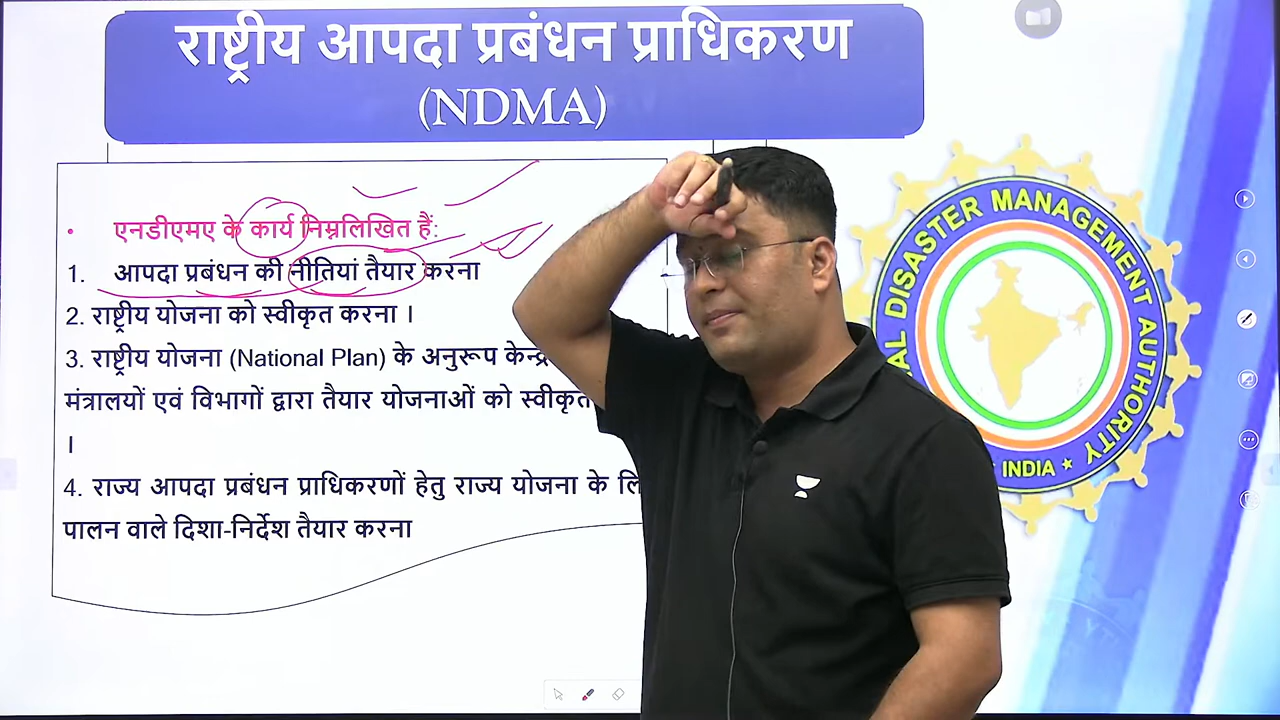 राष्ट्रीय आपदा प्रबंधन प्राधिकरण
(NDMA)
• एनडीएमए के कार्य निम्नलिखित हैं:
1. आपदा प्रबंधन की नीतियां तैयार करना
2. राष्ट्रीय योजना को स्वीकृत करना ।
3. राष्ट्रीय योजना (National Plan) के अनुरूप केन्द्र
मंत्रालयों एवं विभागों द्वारा तैयार योजनाओं को स्वीकृत
।
4. राज्य आपदा प्रबंधन प्राधिकरणों हेतु राज्य योजना के
पालन वाले दिशा-निर्देश तैयार करना
DISASTER MANAGEMENT AUTHORITY
INDIA